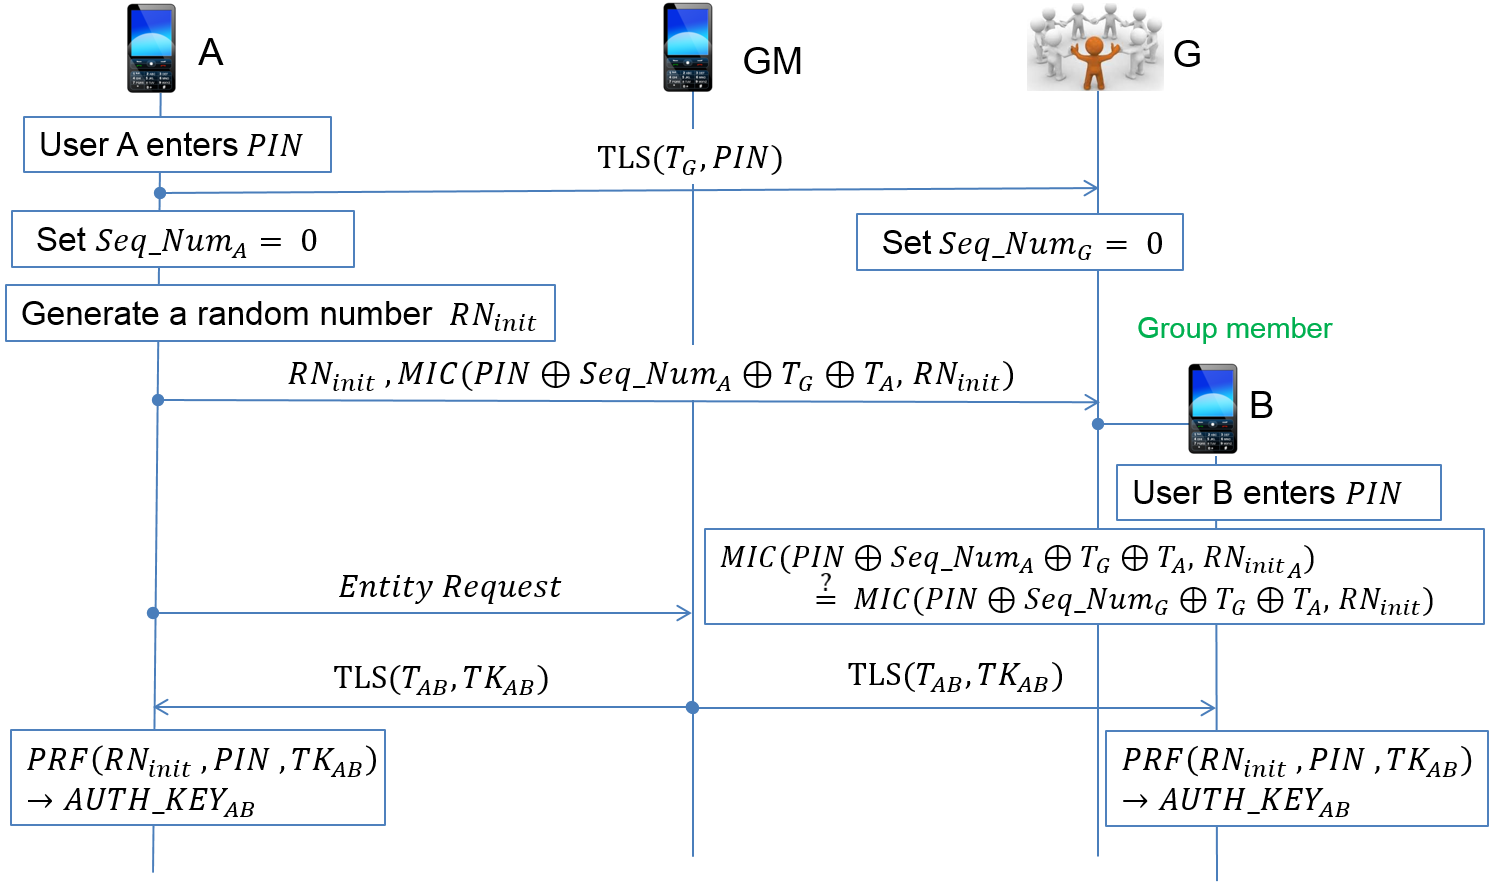 A
GM
G
User A enters PIN
TLS(T_G, PIN)
Set Seq_Num_A = 0
Set Seq_Num_G = 0
Generate a random number RN_init
Group member
RN_init , MIC(PIN ⊕ Seq_Num_A ⊕ T_G ⊕ T_A, RN_init)
B
User B enters PIN
MIC(PIN ⊕ Seq_Num_A ⊕ T_G ⊕ T_A, RN_init_A)
≟ MIC(PIN ⊕ Seq_Num_G ⊕ T_G ⊕ T_A, RN_init)
Entity Request
TLS(T_AB, TK_AB)
TLS(T_AB, TK_AB)
PRF(RN_init , PIN , TK_AB)
→ AUTH_KEY_AB
PRF(RN_init , PIN , TK_AB)
→ AUTH_KEY_AB